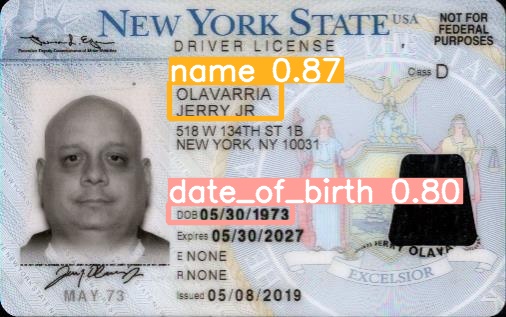 NEW YORK STATE USA
NOT FOR
FEDERAL
PURPOSES
DRIVER LICENSE
name 0.87
Class D
OLAVARRIA
JERRY JR
518 W 134TH ST 1B
NEW YORK, NY 10031
date_of_birth 0.80
DOB 05/30/1973
Expires 05/30/2027
E NONE
R NONE
Issued 05/08/2019
MAY 73
JERRY OLAVA
EXCELSIOR